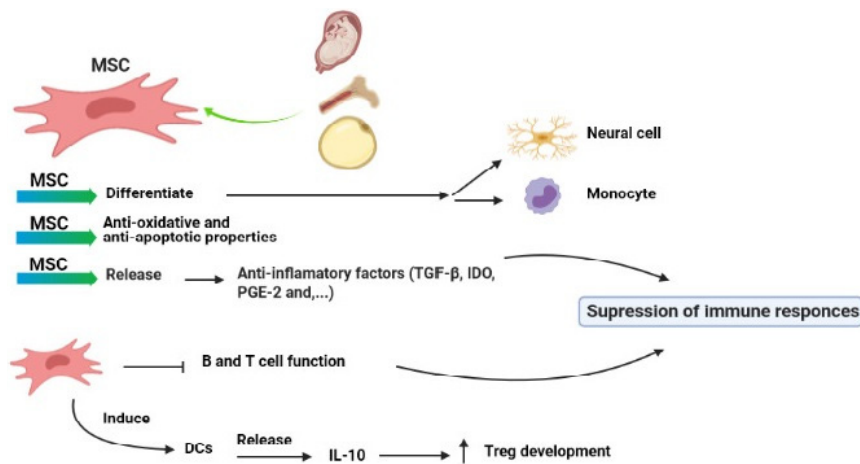 MSC
Neural cell
MSC
Differentiate
Monocyte
MSC
Anti-oxidative and
anti-apoptotic properties
MSC
Release
Anti-inflamatory factors (TGF-β, IDO,
PGE-2 and,...)
Supression of immune responces
B and T cell function
Induce
DCs
Release
IL-10
Treg development